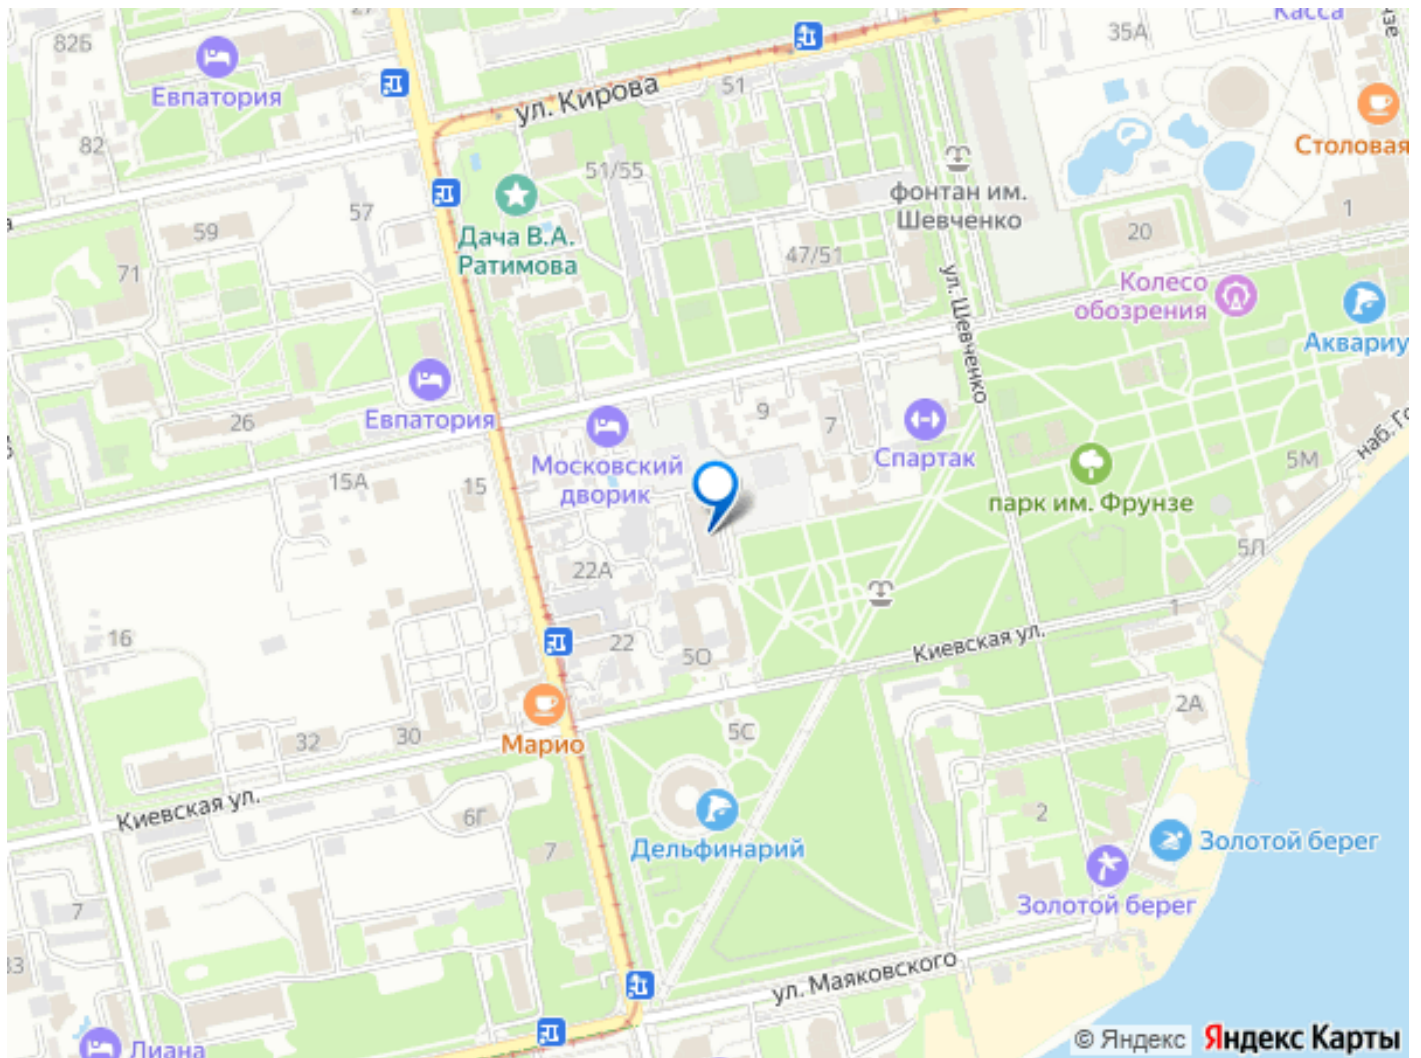 Касса
82Б
35А
Евпатория
51
ул. Кирова
Столовая
82
51/55
57
фонтан им.
Шевченко
1
59
Дача В.А.
Ратимова
20
71
47/51
Колесо
обозрения
ул. Шевченко
Аквариу
26
Евпатория
9
7
Спартак
наб. Го
5М
Московский
дворик
15А
15
парк им. Фрунзе
5Л
22А
1
16
22
5О
Киевская ул.
2А
32
30
Марио
5С
Киевская ул.
6Г
7
Дельфинарий
2
Золотой берег
Золотой берег
7
33
ул. Маяковского
Лиана
© Яндекс Яндекс Карты